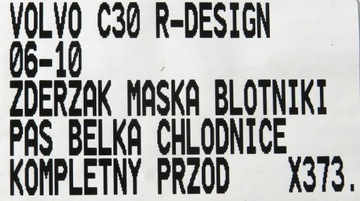 VOLVO C30 R-DESIGN
06-10
ZDERZAK MASKA BLOTNIKI
PAS BELKA CHLODNICE
KOMPLETNY PRZOD X373.